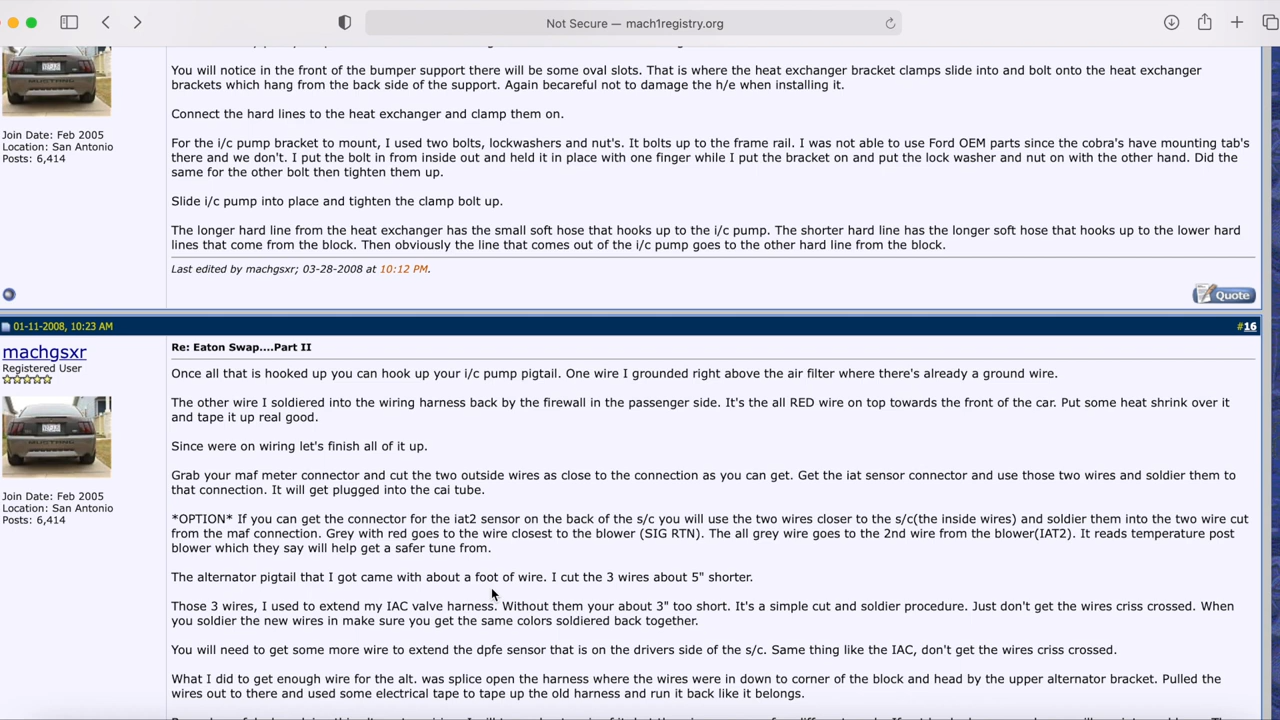 Not Secure — mach1registry.org
You will notice in the front of the bumper support there will be some oval slots. That is where the heat exchanger bracket clamps slide into and bolt onto the heat exchanger
brackets which hang from the back side of the support. Again becareful not to damage the h/e when installing it.
Join Date: Feb 2005
Location: San Antonio
Posts: 6,414
Connect the hard lines to the heat exchanger and clamp them on.
For the i/c pump bracket to mount, I used two bolts, lockwashers and nut's. It bolts up to the frame rail. I was not able to use Ford OEM parts since the cobra's have mounting tab's
there and we don't. I put the bolt in from inside out and held it in place with one finger while I put the bracket on and put the lock washer and nut on with the other hand. Did the
same for the other bolt then tighten them up.
Slide i/c pump into place and tighten the clamp bolt up.
The longer hard line from the heat exchanger has the small soft hose that hooks up to the i/c pump. The shorter hard line has the longer soft hose that hooks up to the lower hard
lines that come from the block. Then obviously the line that comes out of the i/c pump goes to the other hard line from the block.
Last edited by machgsxr; 03-28-2008 at 10:12 PM.
Quote
01-11-2008, 10:23 AM
#16
machgsxr
Registered User
Join Date: Feb 2005
Location: San Antonio
Posts: 6,414
Re: Eaton Swap....Part II
Once all that is hooked up you can hook up your i/c pump pigtail. One wire I grounded right above the air filter where there's already a ground wire.
The other wire I soldiered into the wiring harness back by the firewall in the passenger side. It's the all RED wire on top towards the front of the car. Put some heat shrink over it
and tape it up real good.
Since were on wiring let's finish all of it up.
Grab your maf meter connector and cut the two outside wires as close to the connection as you can get. Get the iat sensor connector and use those two wires and soldier them to
that connection. It will get plugged into the cai tube.
*OPTION* If you can get the connector for the iat2 sensor on the back of the s/c you will use the two wires closer to the s/c(the inside wires) and soldier them into the two wire cut
from the maf connection. Grey with red goes to the wire closest to the blower (SIG RTN). The all grey wire goes to the 2nd wire from the blower(IAT2). It reads temperature post
blower which they say will help get a safer tune from.
The alternator pigtail that I got came with about a foot of wire. I cut the 3 wires about 5" shorter.
Those 3 wires, I used to extend my IAC valve harness. Without them your about 3" too short. It's a simple cut and soldier procedure. Just don't get the wires criss crossed. When
you soldier the new wires in make sure you get the same colors soldiered back together.
You will need to get some more wire to extend the dpfe sensor that is on the drivers side of the s/c. Same thing like the IAC, don't get the wires criss crossed.
What I did to get enough wire for the alt. was splice open the harness where the wires were in down to corner of the block and head by the upper alternator bracket. Pulled the
wires out to there and used some electrical tape to tape up the old harness and run it back like it belongs.